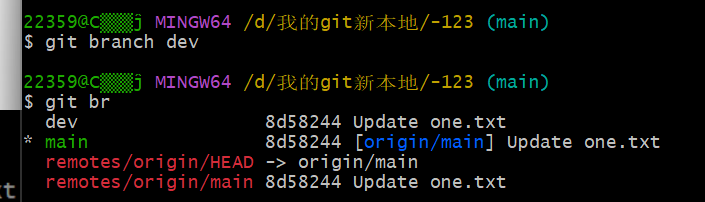 22359@C▒▒▒ĵ MINGW64 /d/我的git新本地/-123 (main)
$ git branch dev
22359@C▒▒▒ĵ MINGW64 /d/我的git新本地/-123 (main)
$ git br
dev 8d58244 Update one.txt
* main 8d58244 [origin/main] Update one.txt
remotes/origin/HEAD -> origin/main
remotes/origin/main 8d58244 Update one.txt